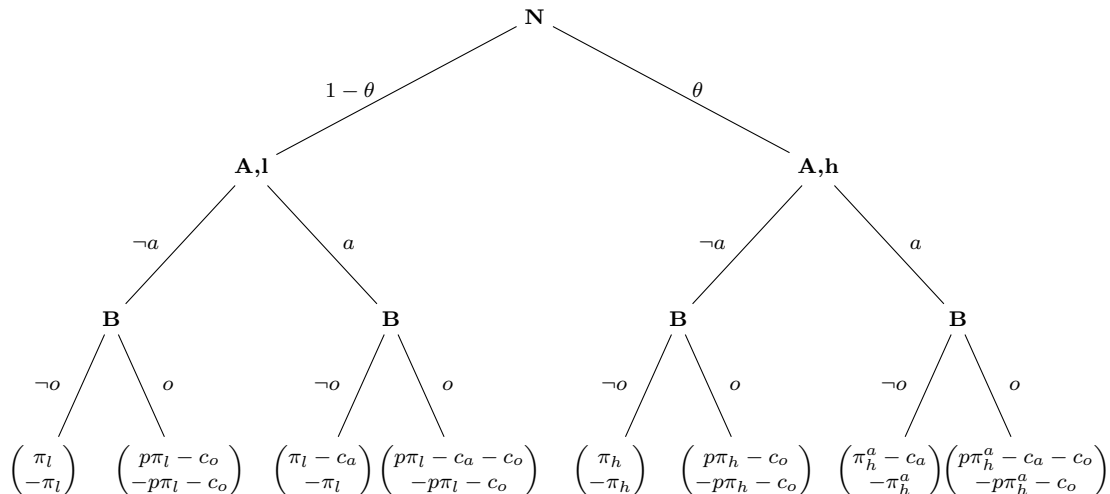 N
1 − θ θ
A,l A,h
¬a a ¬a a
B B B B
¬o o ¬o o ¬o o ¬o o
(π_l −π_l) (pπ_l − c_o −pπ_l − c_o) (π_l − c_a −π_l) (pπ_l − c_a − c_o −pπ_l − c_o) (π_h −π_h) (pπ_h − c_o −pπ_h − c_o) (π_h^a − c_a −π_h^a) (pπ_h^a − c_a − c_o −pπ_h^a − c_o)